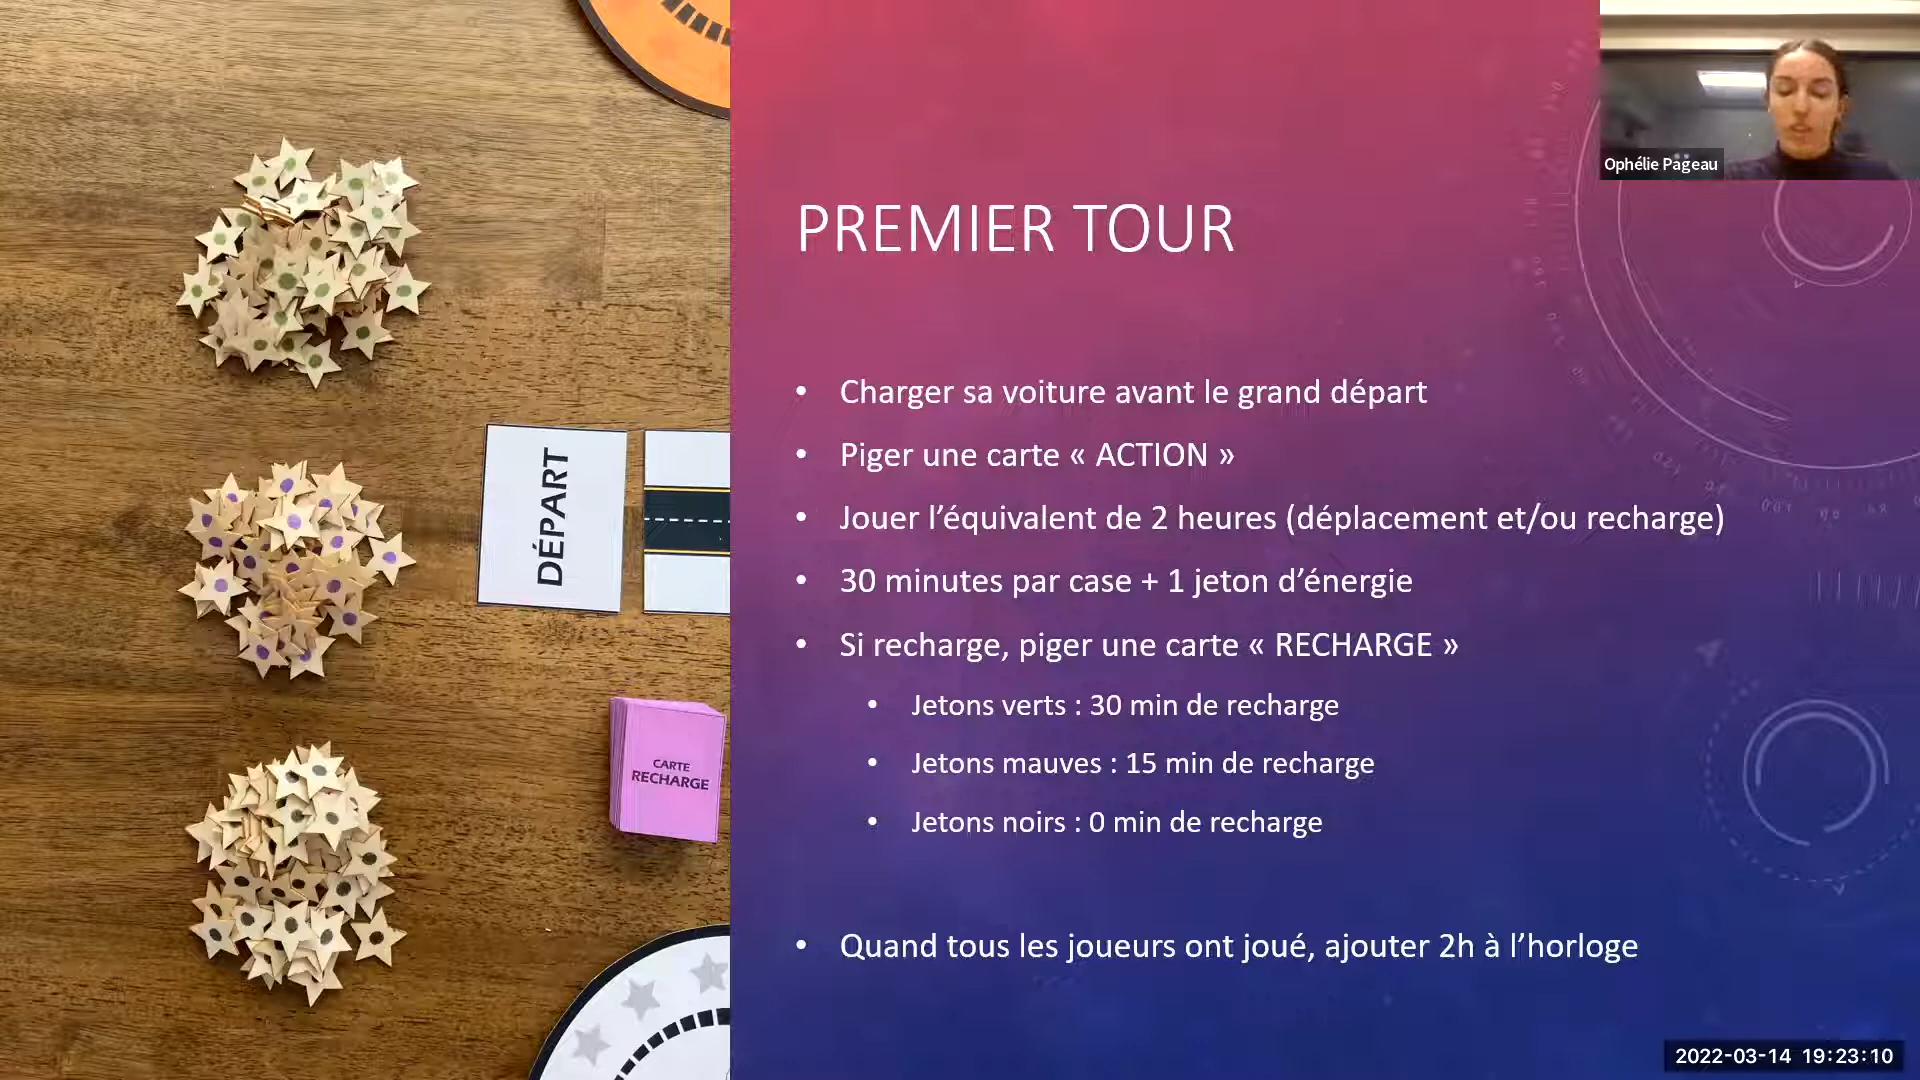 Ophélie Pageau
PREMIER TOUR
• Charger sa voiture avant le grand départ
• Piger une carte « ACTION »
• Jouer l’équivalent de 2 heures (déplacement et/ou recharge)
• 30 minutes par case + 1 jeton d’énergie
• Si recharge, piger une carte « RECHARGE »
• Jetons verts : 30 min de recharge
• Jetons mauves : 15 min de recharge
• Jetons noirs : 0 min de recharge
• Quand tous les joueurs ont joué, ajouter 2h à l’horloge
DÉPART
CARTE
RECHARGE
2022-03-14 19:23:10